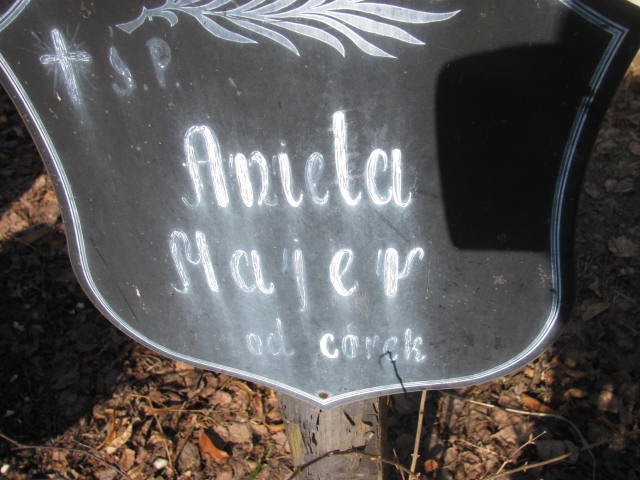 Ś.P.
Aniela
Majer
od córek